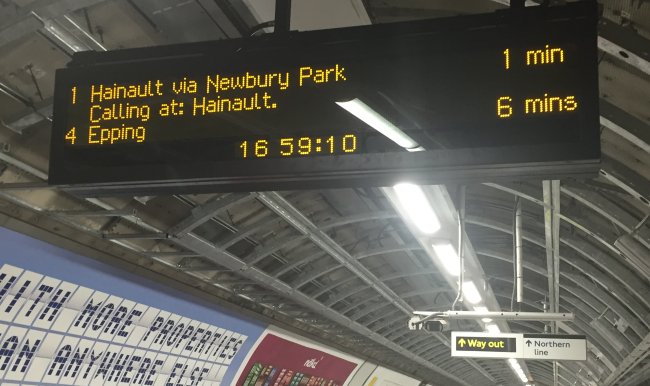 1 Hainault via Newbury Park 1 min
Calling at: Hainault.
4 Epping 6 mins
16 59:10
Way out
Northern
line
WITH MORE PROPERTIES
THAN ANYWHERE ELSE